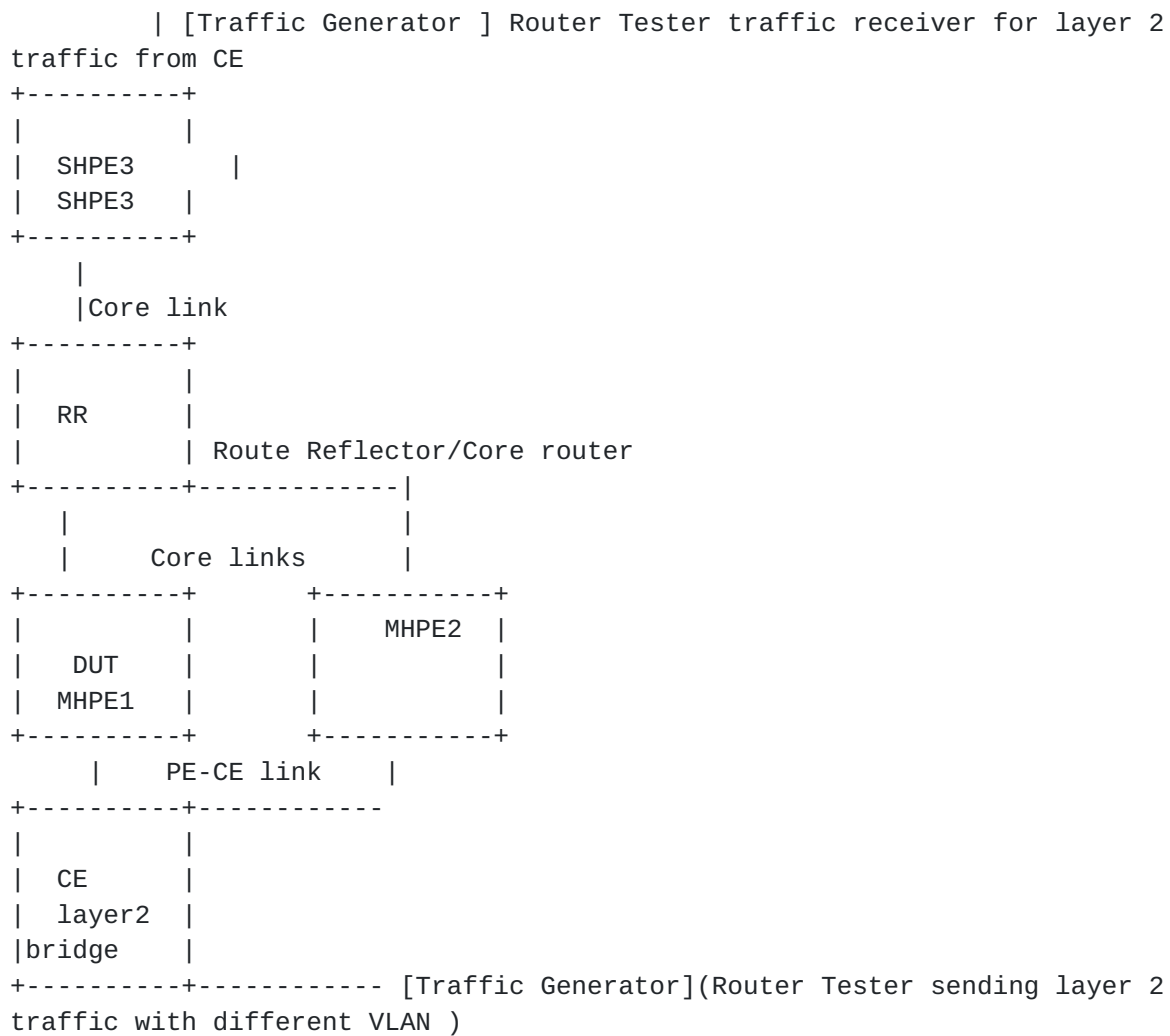 | [Traffic Generator ] Router Tester traffic receiver for layer 2
traffic from CE
+----------+
|          |
|  SHPE3      |
|  SHPE3   |
+----------+
    |
    |Core link
+----------+
|          |
|  RR      |
|          | Route Reflector/Core router
+----------+-------------|
   |                     |
   |     Core links      |
+----------+       +-----------+
|          |       |    MHPE2  |
|   DUT    |       |           |
|  MHPE1   |       |           |
+----------+       +-----------+
     |    PE-CE link    |
+----------+------------
|          |
|  CE      |
|  layer2  |
|bridge    |
+----------+------------ [Traffic Generator](Router Tester sending layer 2
traffic with different VLAN )